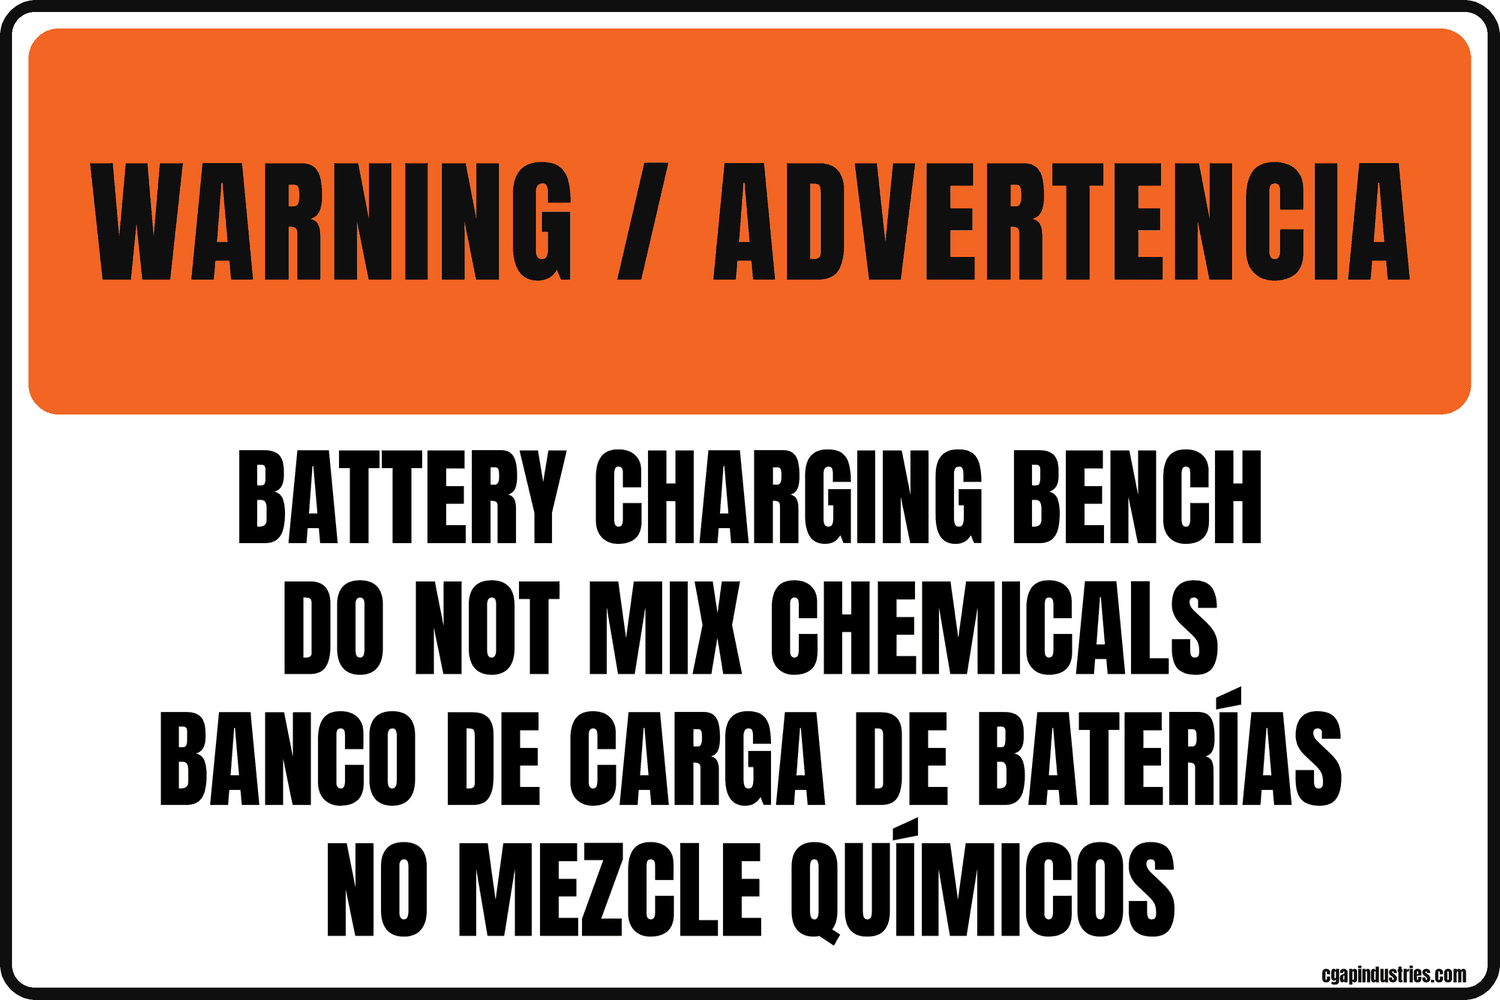 WARNING / ADVERTENCIA
BATTERY CHARGING BENCH
DO NOT MIX CHEMICALS
BANCO DE CARGA DE BATERÍAS
NO MEZCLE QUÍMICOS
cgapindustries.com